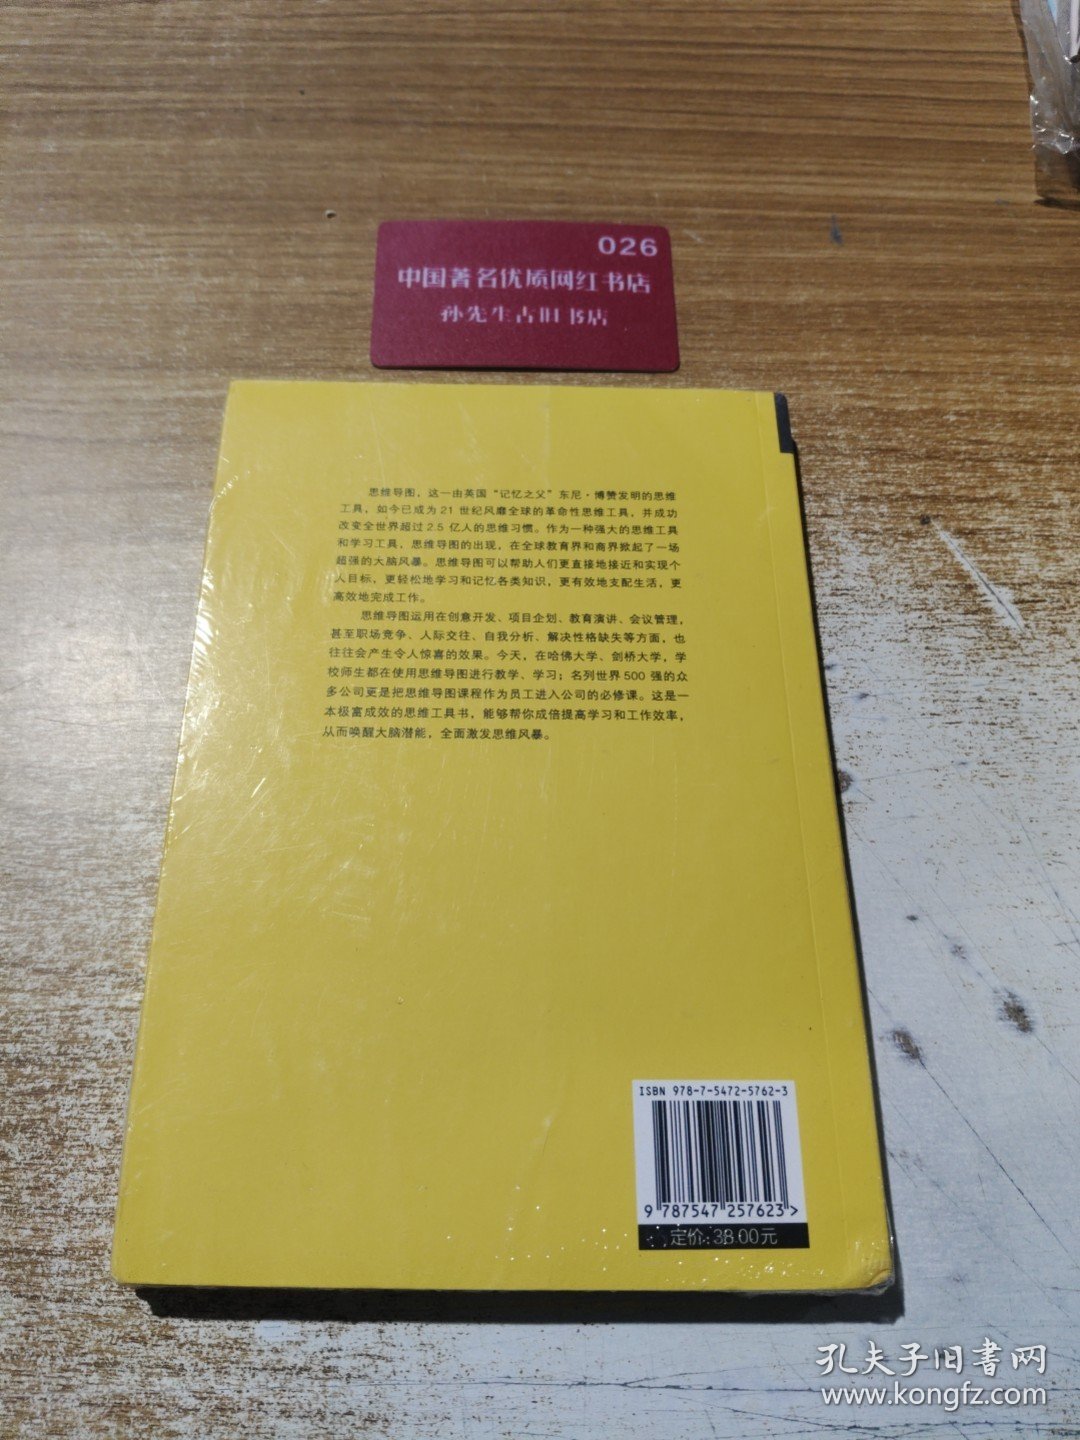 026
中国著名优质网红书店
孙先生古旧书店
思维导图，这一由英国“记忆之父”东尼·博赞发明的思维
工具，如今已成为21世纪风靡全球的革命性思维工具，并成功
改变全世界超过2.5亿人的思维习惯。作为一种强大的思维工具
和学习工具，思维导图的出现，在全球教育界和商界掀起了一场
超强的大脑风暴。思维导图可以帮助人们更直接地接近和实现个
人目标，更轻松地学习和记忆各类知识，更有效地支配生活，更
高效地完成工作。
思维导图运用在创意开发、项目企划、教育演讲、会议管理，
甚至职场竞争、人际交往、自我分析、解决性格缺失等方面，也
往往会产生令人惊喜的效果。今天，在哈佛大学、剑桥大学，学
校师生都在使用思维导图进行教学、学习；名列世界500强的众
多公司更是把思维导图课程作为员工进入公司的必修课。这是一
本极富成效的思维工具书，能够帮你成倍提高学习和工作效率，
从而唤醒大脑潜能，全面激发思维风暴。
ISBN 978-7-5472-5762-3
9 787547 257623 >
定价：38.00元
孔夫子旧書网
www.kongfz.com